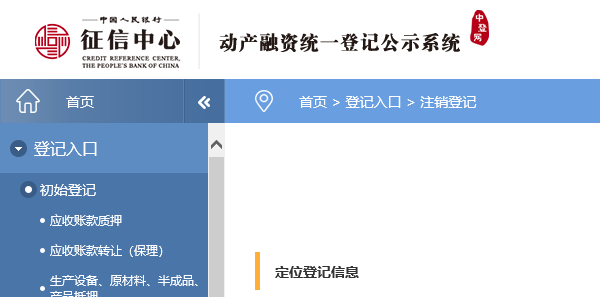 中国人民银行
征信中心
CREDIT REFERENCE CENTER,
THE PEOPLE'S BANK OF CHINA
动产融资统一登记公示系统
中登网
首页
首页 > 登记入口 > 注销登记
登记入口
初始登记
应收账款质押
应收账款转让（保理）
生产设备、原材料、半成品、
产品抵押
定位登记信息